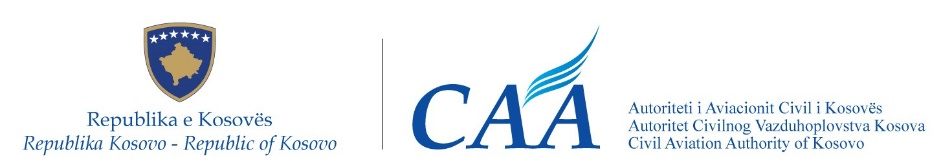 Republika e Kosovës
Republika Kosovo - Republic of Kosovo
CAA
Autoriteti i Aviacionit Civil i Kosovës
Autoritet Civilnog Vazduhoplovstva Kosova
Civil Aviation Authority of Kosovo